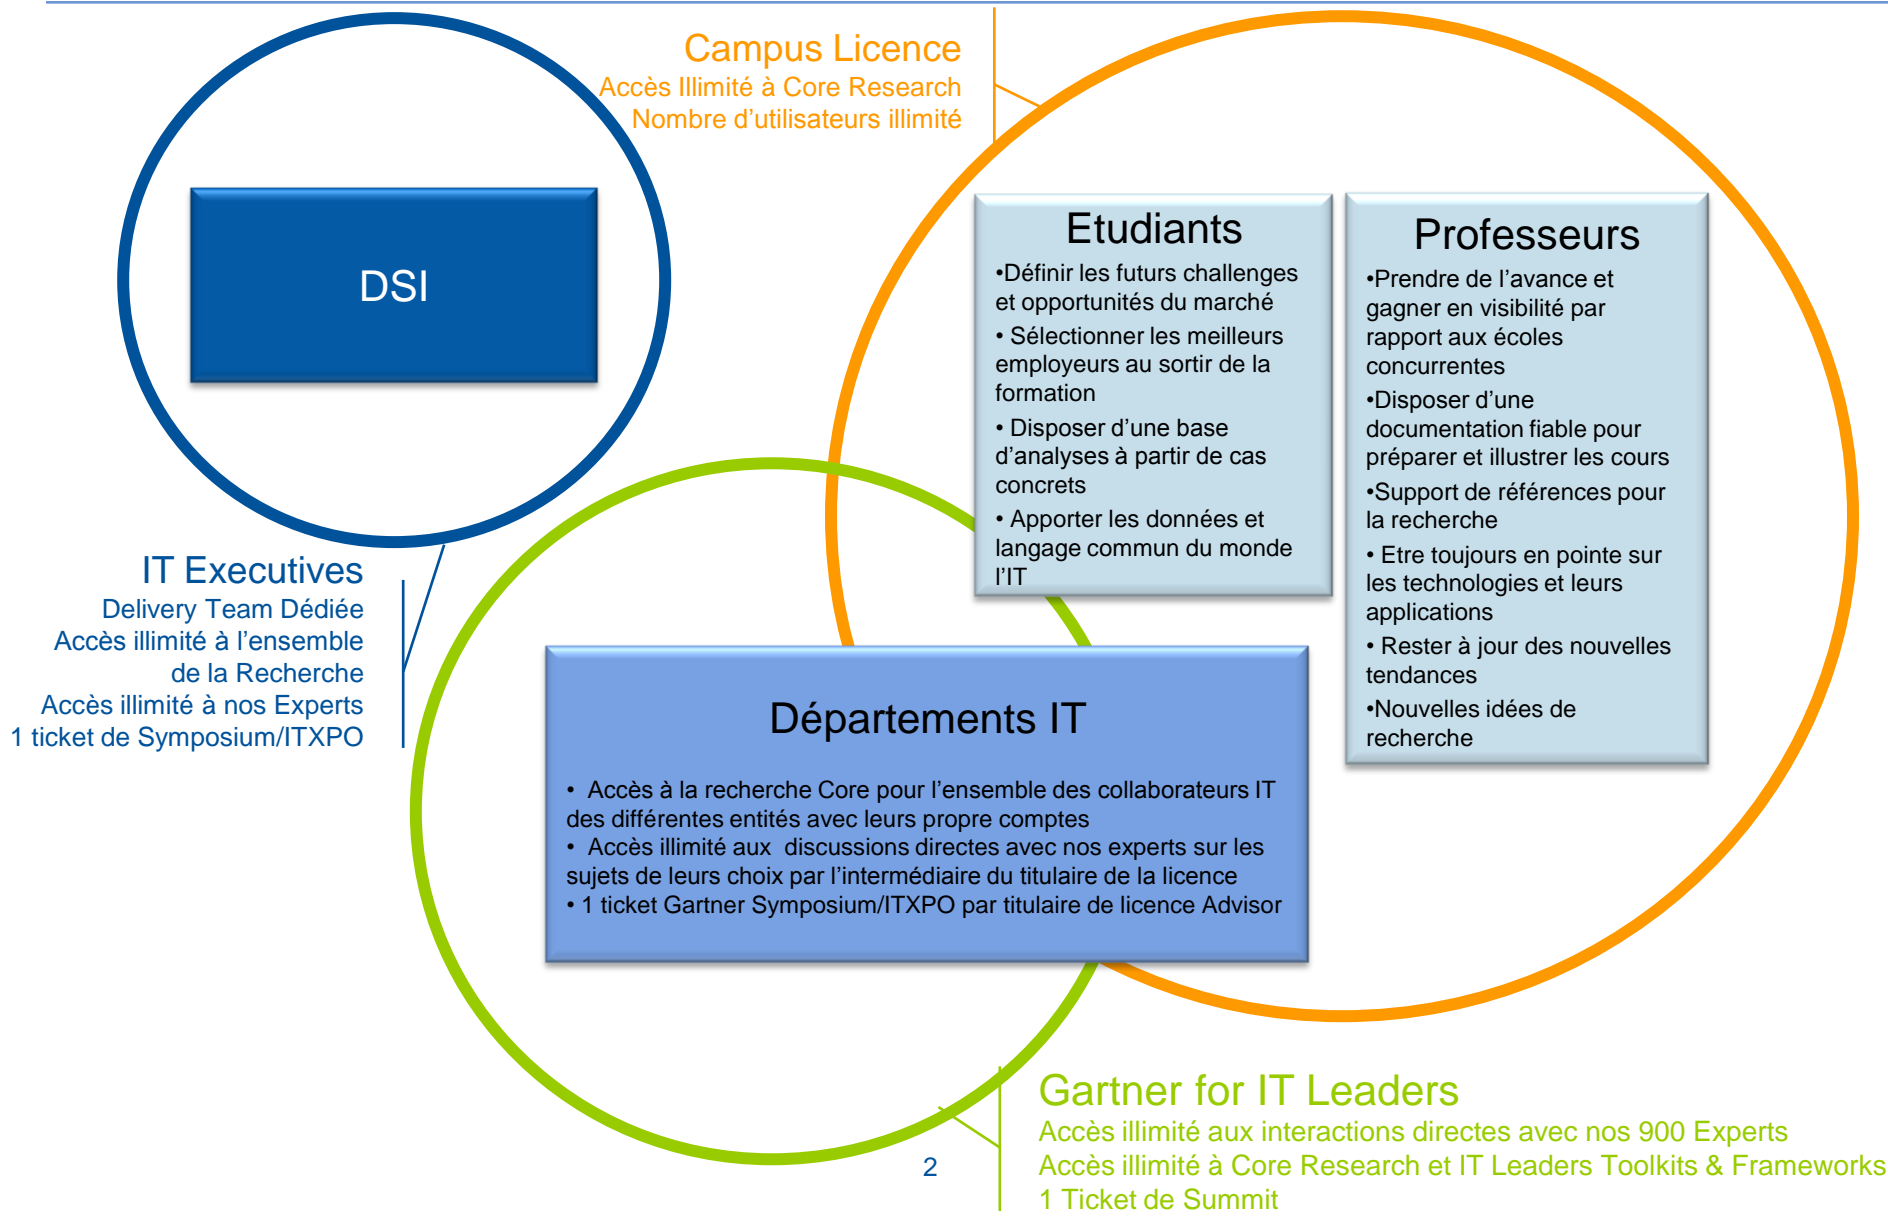 Campus Licence
Accès Illimité à Core Research
Nombre d’utilisateurs illimité
DSI
IT Executives
Delivery Team Dédiée
Accès illimité à l’ensemble
de la Recherche
Accès illimité à nos Experts
1 ticket de Symposium/ITXPO
Etudiants
•Définir les futurs challenges
et opportunités du marché
• Sélectionner les meilleurs
employeurs au sortir de la
formation
• Disposer d’une base
d’analyses à partir de cas
concrets
• Apporter les données et
langage commun du monde
l’IT
Professeurs
•Prendre de l’avance et
gagner en visibilité par
rapport aux écoles
concurrentes
•Disposer d’une
documentation fiable pour
préparer et illustrer les cours
•Support de références pour
la recherche
• Etre toujours en pointe sur
les technologies et leurs
applications
• Rester à jour des nouvelles
tendances
•Nouvelles idées de
recherche
Départements IT
• Accès à la recherche Core pour l’ensemble des collaborateurs IT
des différentes entités avec leurs propre comptes
• Accès illimité aux discussions directes avec nos experts sur les
sujets de leurs choix par l’intermédiaire du titulaire de la licence
• 1 ticket Gartner Symposium/ITXPO par titulaire de licence Advisor
Gartner for IT Leaders
Accès illimité aux interactions directes avec nos 900 Experts
Accès illimité à Core Research et IT Leaders Toolkits & Frameworks
1 Ticket de Summit
2